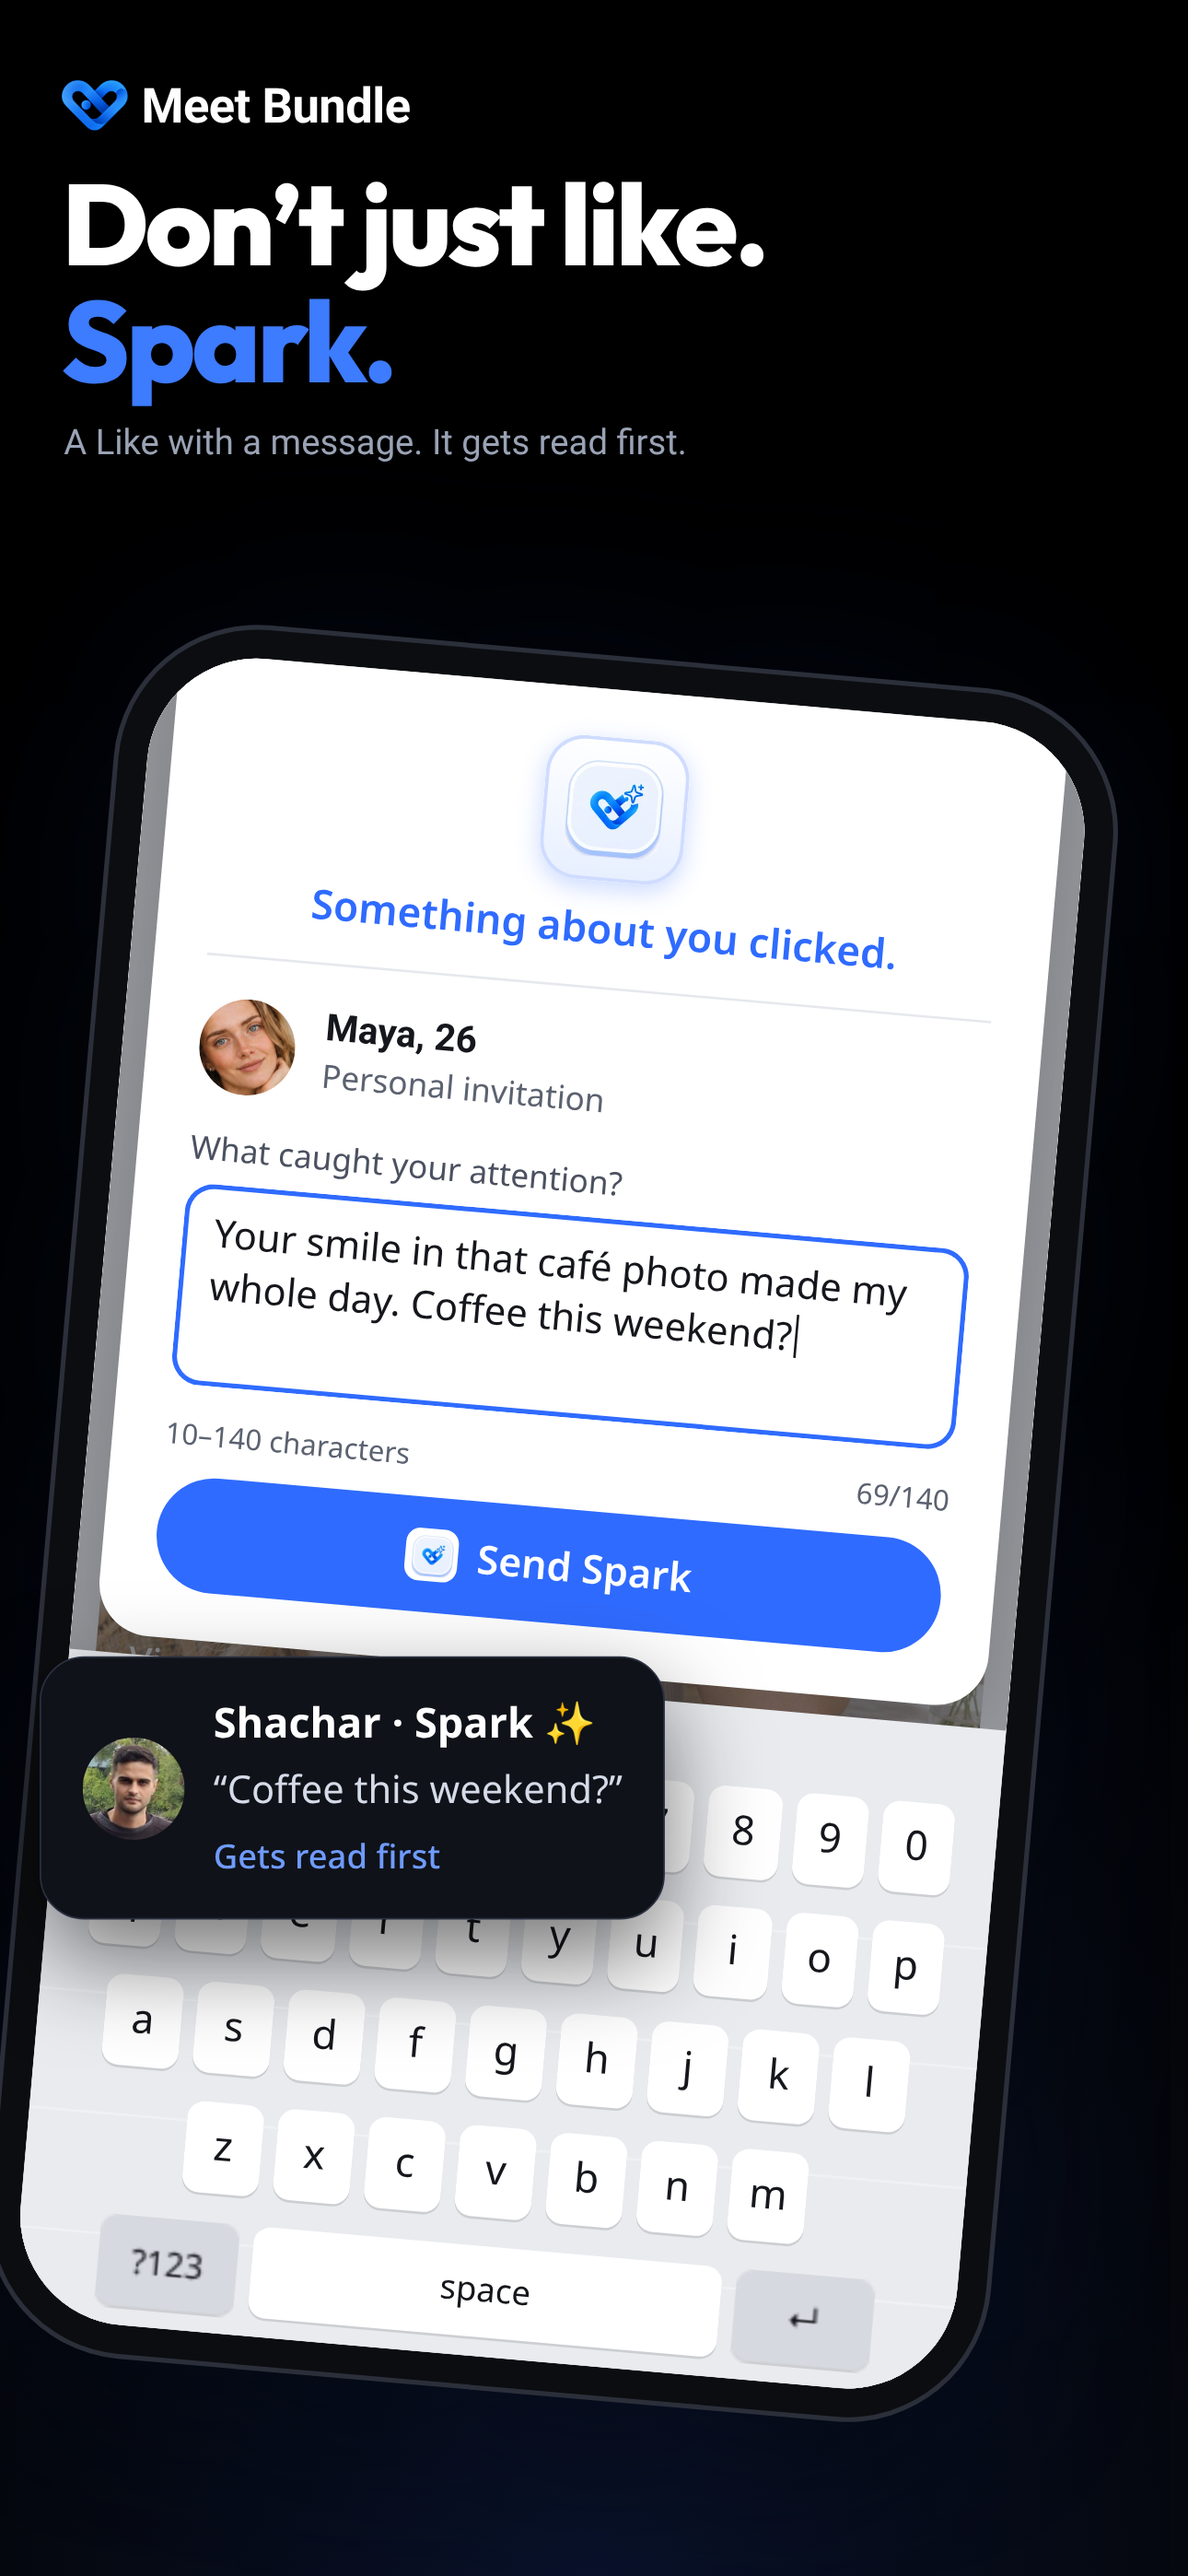 Meet Bundle
Don’t just like.
Spark.
A Like with a message. It gets read first.
Something about you clicked.
Maya, 26
Personal invitation
What caught your attention?
Your smile in that café photo made my
whole day. Coffee this weekend?
10–140 characters
69/140
Send Spark
Shachar · Spark ✨
“Coffee this weekend?”
Gets read first
8 9 0
t y u i o p
a s d f g h j k l
z x c v b n m
?123
space